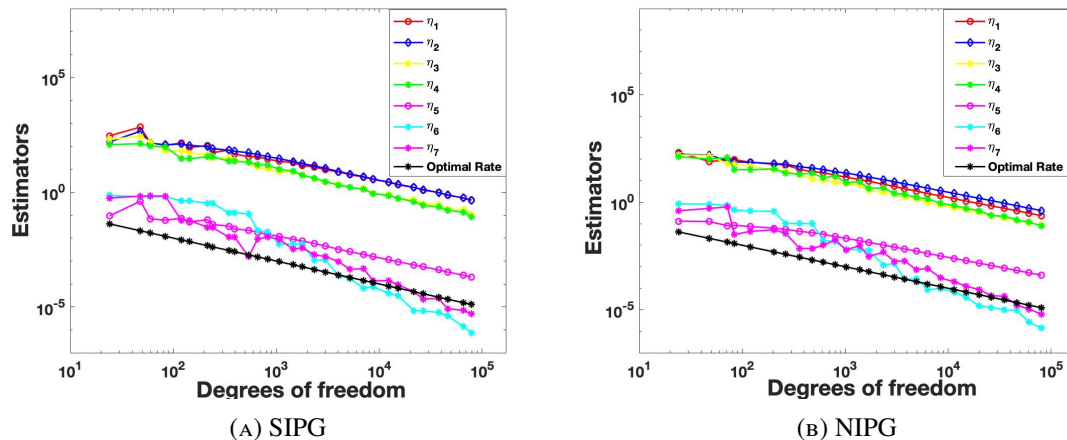 Estimators
10^5
10^0
10^-5
η1
η2
η3
η4
η5
η6
η7
Optimal Rate
10^1 10^2 10^3 10^4 10^5
Degrees of freedom
(A) SIPG
Estimators
10^5
10^0
10^-5
η1
η2
η3
η4
η5
η6
η7
Optimal Rate
10^1 10^2 10^3 10^4 10^5
Degrees of freedom
(B) NIPG